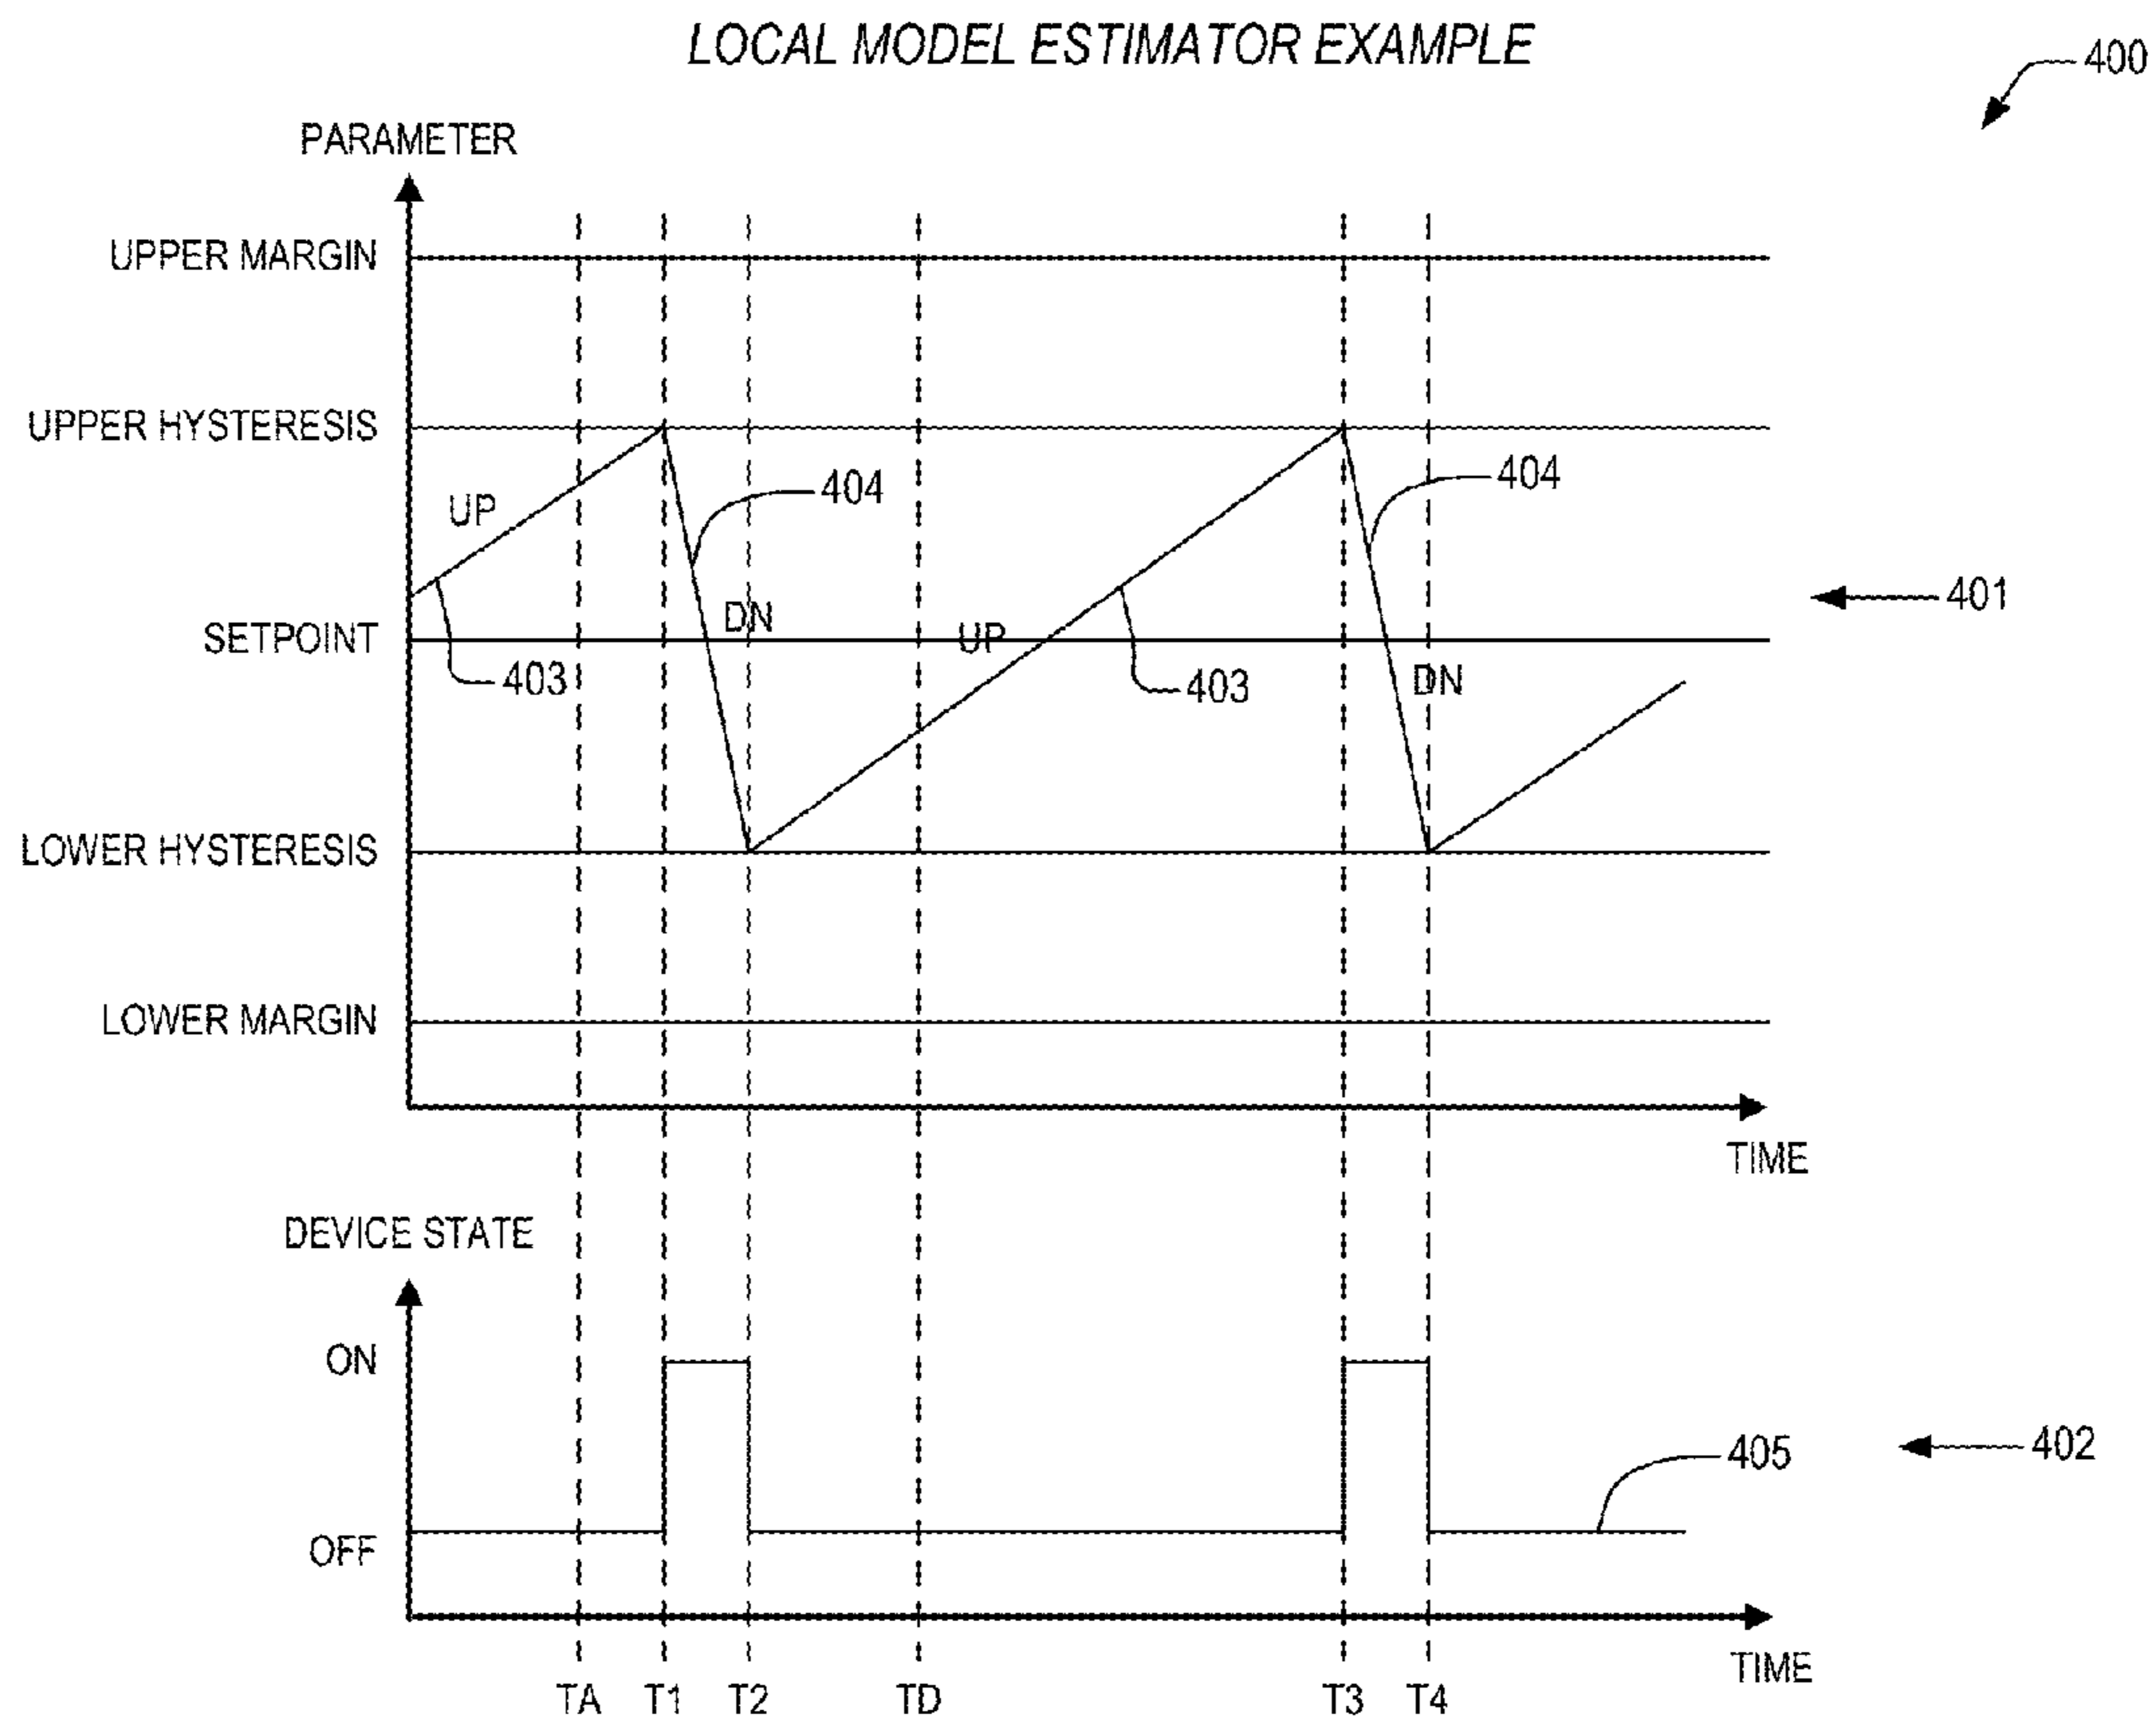 LOCAL MODEL ESTIMATOR EXAMPLE
400
PARAMETER
UPPER MARGIN
UPPER HYSTERESIS
404
404
UP
401
DN
SETPOINT
UP
403
403
DN
LOWER HYSTERESIS
LOWER MARGIN
TIME
DEVICE STATE
ON
402
405
OFF
TIME
TA T1 T2 TD T3 T4